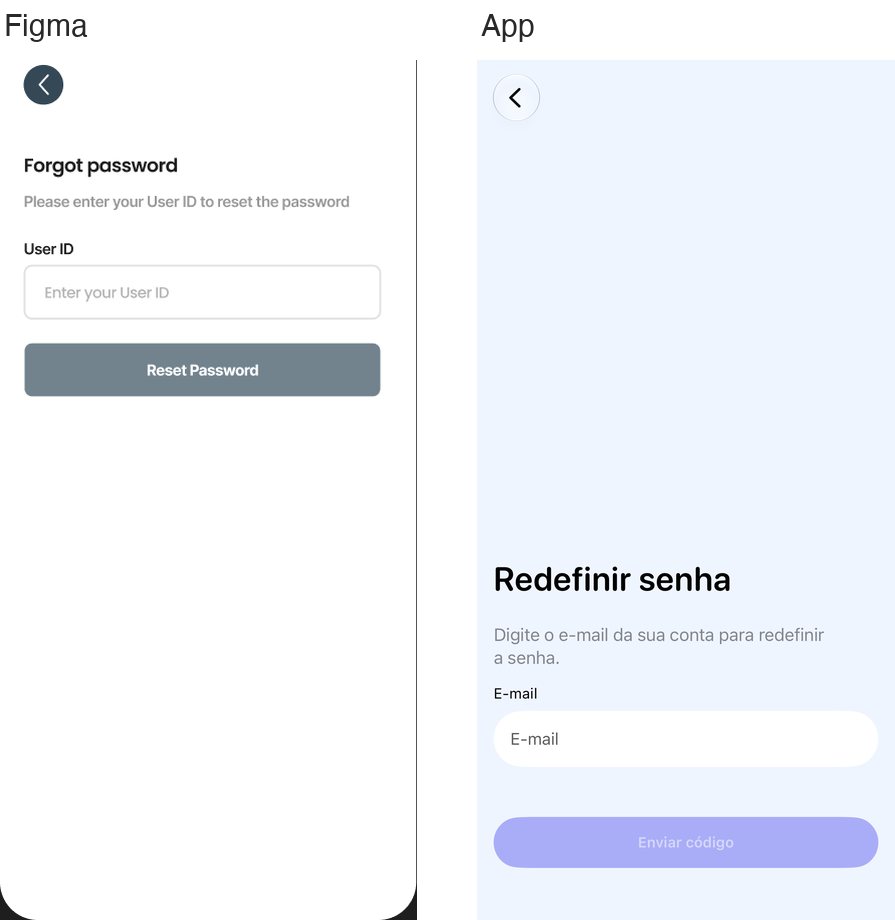 Figma
Forgot password
Please enter your User ID to reset the password
User ID
Enter your User ID
Reset Password
App
Redefinir senha
Digite o e-mail da sua conta para redefinir
a senha.
E-mail
E-mail
Enviar código